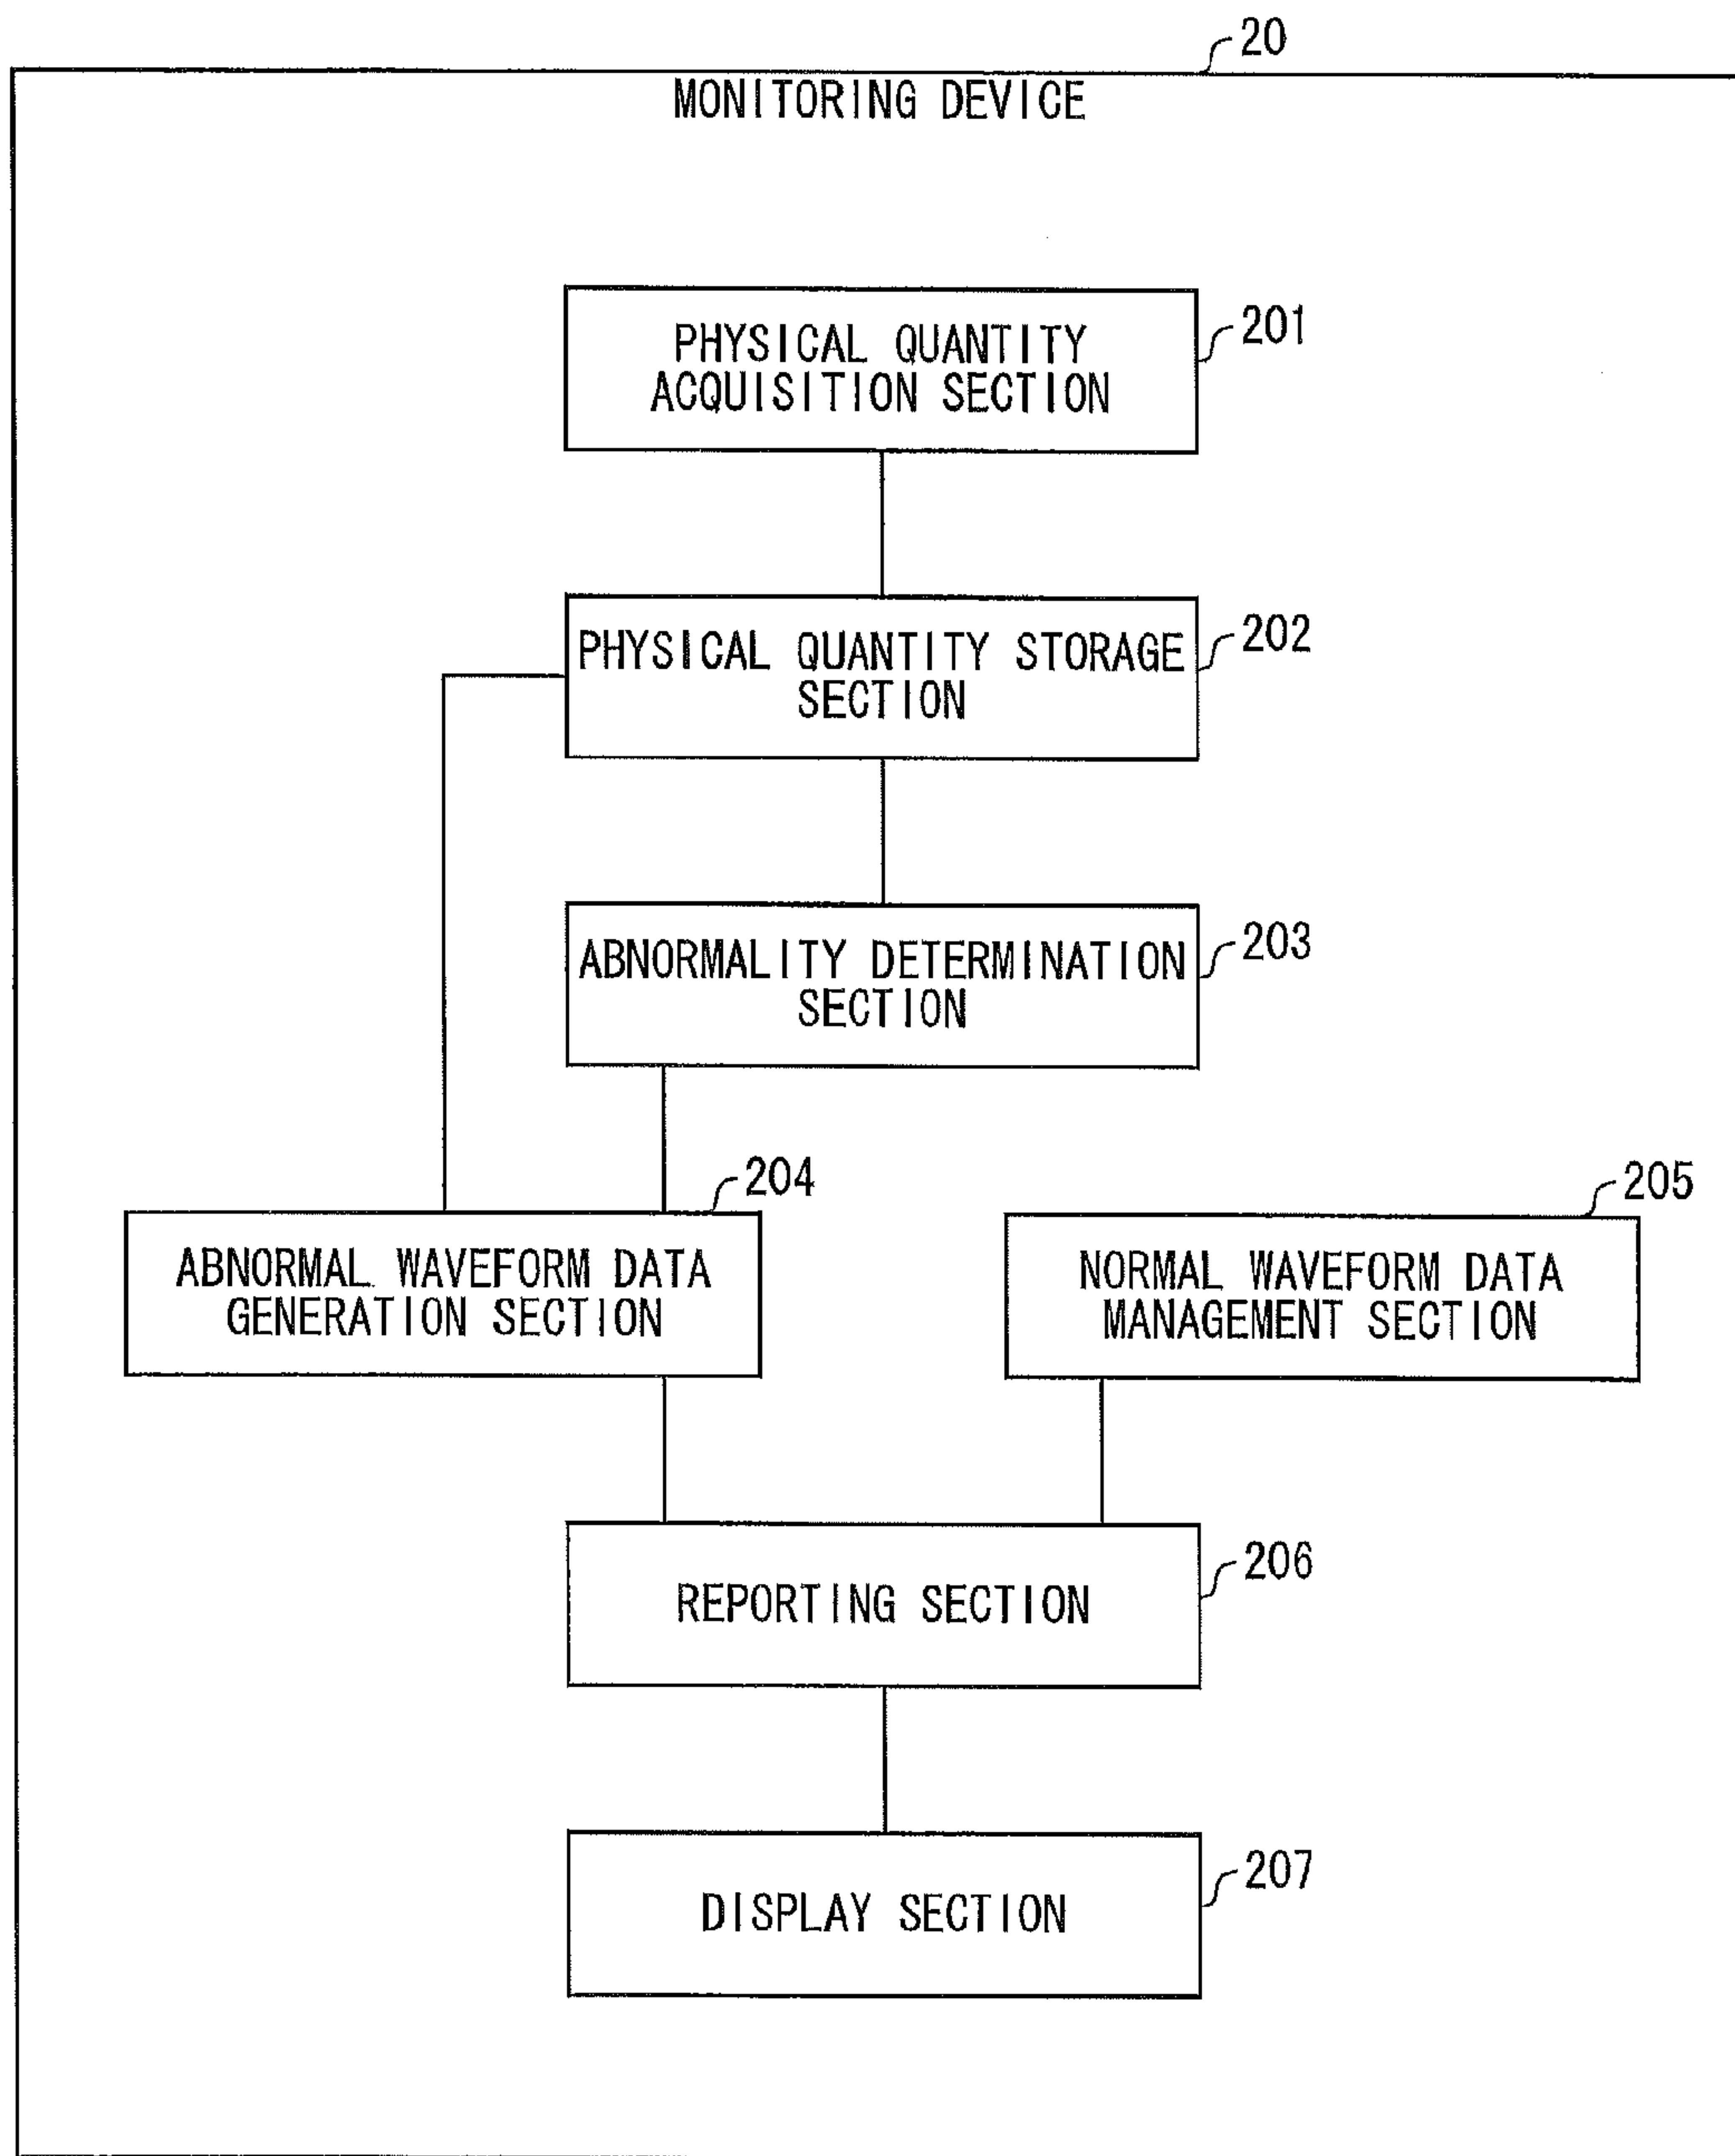 20
MONITORING DEVICE
PHYSICAL QUANTITY
ACQUISITION SECTION
201
PHYSICAL QUANTITY STORAGE
SECTION
202
ABNORMALITY DETERMINATION
SECTION
203
204
ABNORMAL WAVEFORM DATA
GENERATION SECTION
205
NORMAL WAVEFORM DATA
MANAGEMENT SECTION
REPORTING SECTION
206
DISPLAY SECTION
207